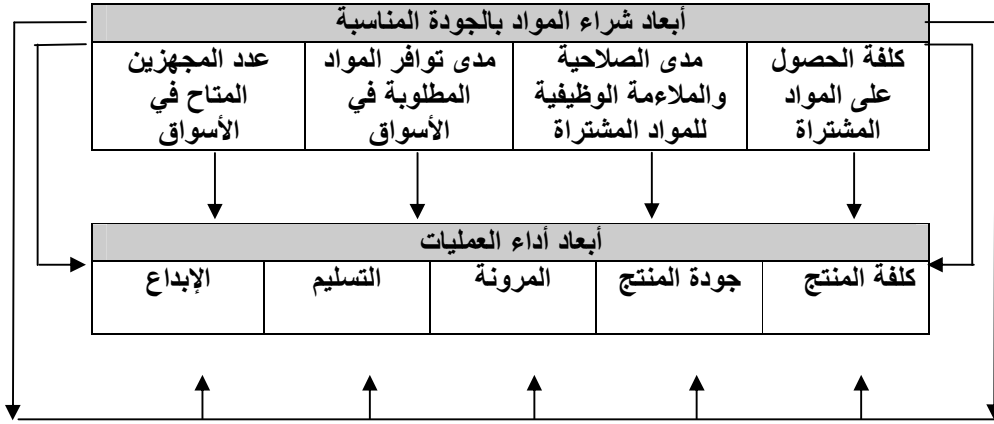 أبعاد شراء المواد بالجودة المناسبة
كلفة الحصول
على المواد
المشتراة
مدى الصلاحية
والملاءمة الوظيفية
للمواد المشتراة
مدى توافر المواد
المطلوبة في
الأسواق
عدد المجهزين
المتاح في
الأسواق
أبعاد أداء العمليات
كلفة المنتج
جودة المنتج
المرونة
التسليم
الإبداع